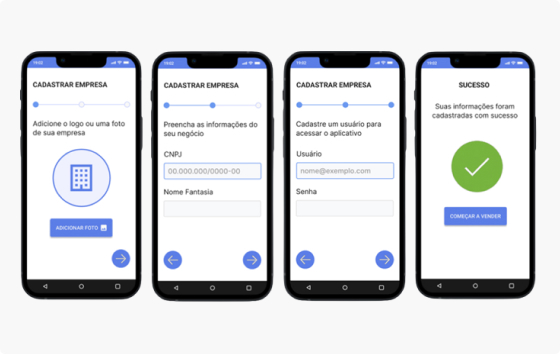 19:02
CADASTRAR EMPRESA
Adicione o logo ou uma foto
de sua empresa
ADICIONAR FOTO
19:02
CADASTRAR EMPRESA
Preencha as informações do
seu negócio
CNPJ
00.000.000/0000-00
Nome Fantasia
19:02
CADASTRAR EMPRESA
Cadastre um usuário para
acessar o aplicativo
Usuário
nome@exemplo.com
Senha
19:02
SUCESSO
Suas informações foram
cadastradas com sucesso
COMEÇAR A VENDER